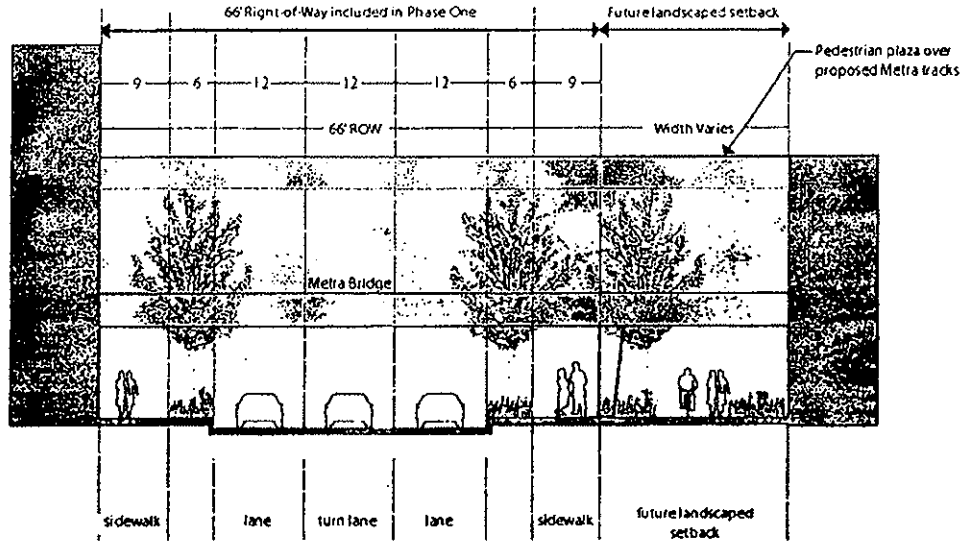 66' Right-of-Way included in Phase One
Future landscaped setback
Pedestrian plaza over
proposed Metra tracks
9 6 12 12 12 6 9
66' ROW
Width Varies
Metra Bridge
sidewalk
lane
turn lane
lane
sidewalk
future landscaped
setback